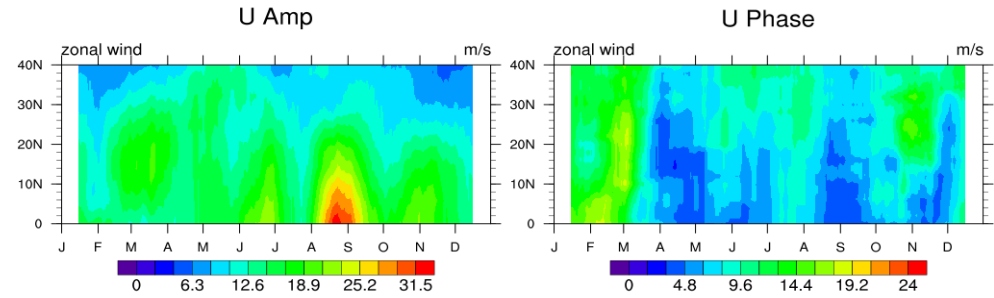 U Amp
zonal wind m/s
40N
30N
20N
10N
0
J F M A M J J A S O N D
0 6.3 12.6 18.9 25.2 31.5
U Phase
zonal wind m/s
40N
30N
20N
10N
0
J F M A M J J A S O N D
0 4.8 9.6 14.4 19.2 24